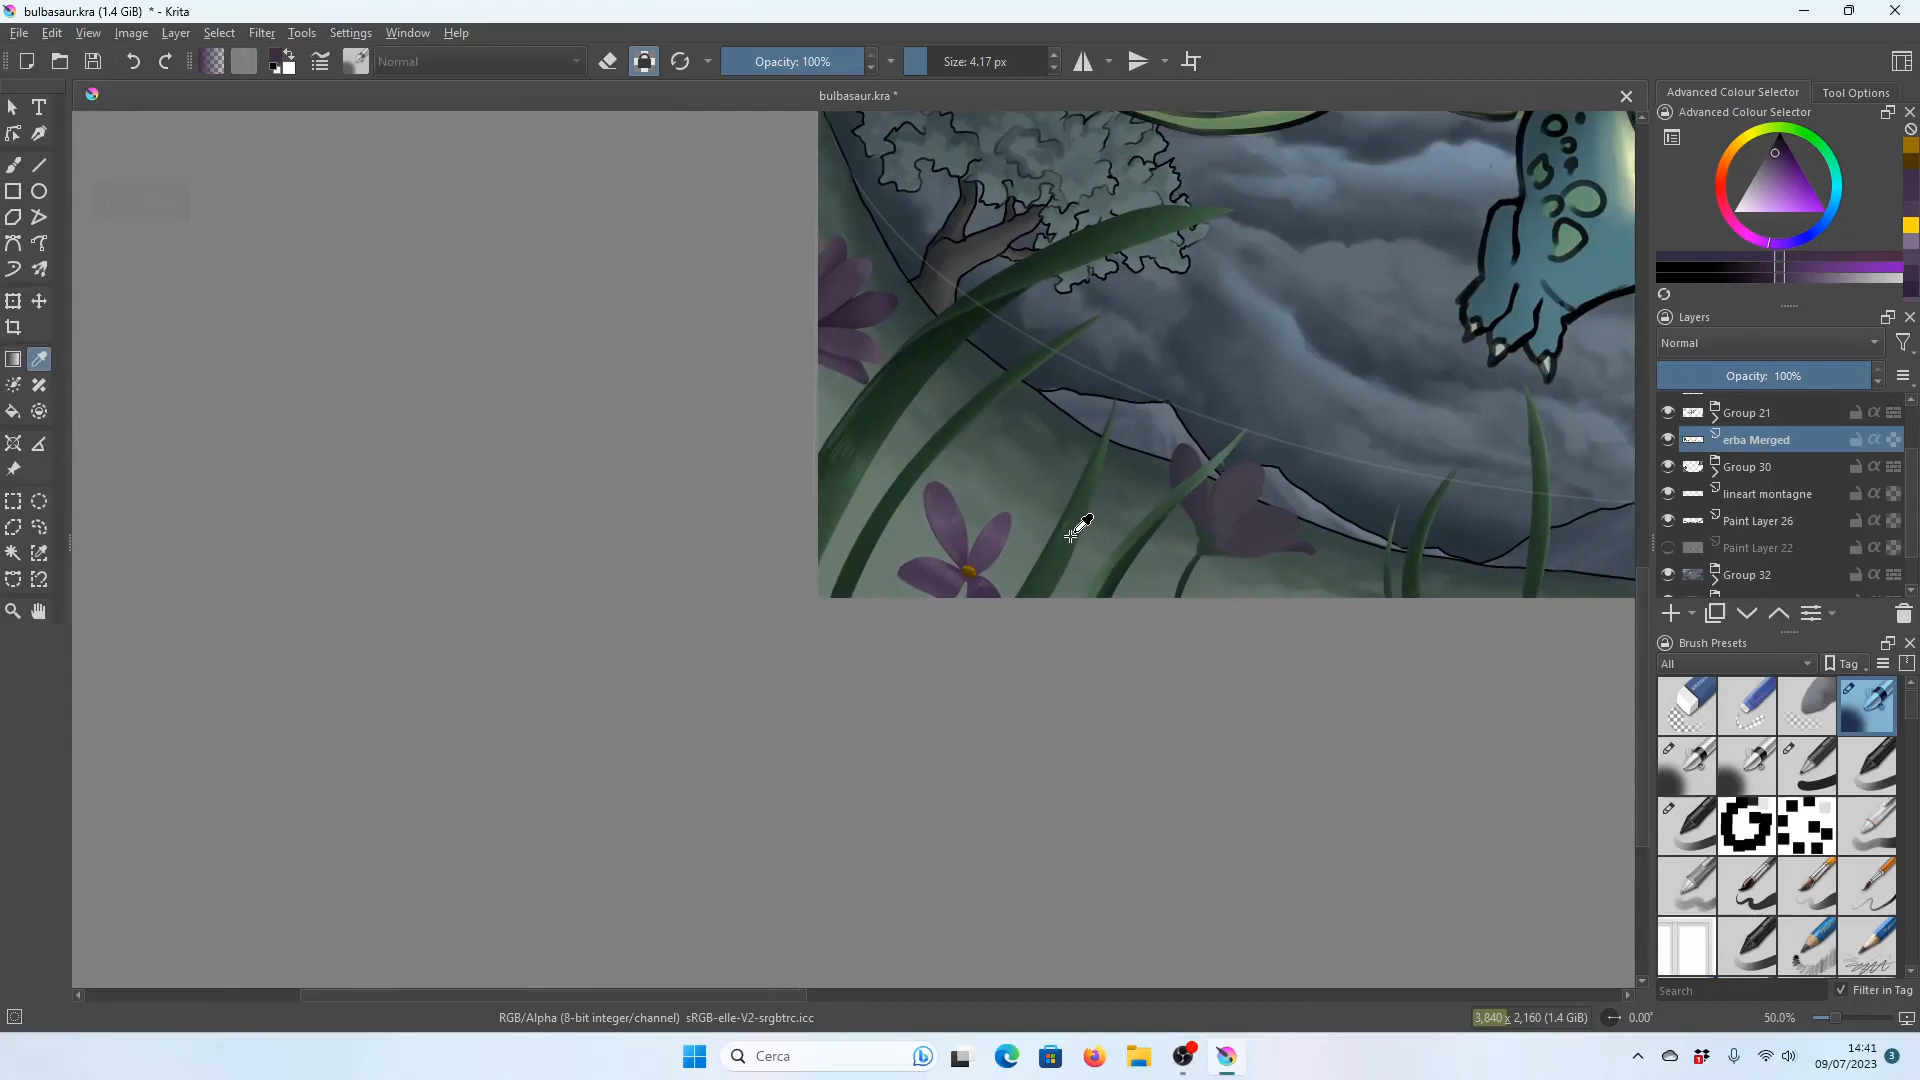 bulbasaur.kra (1.4 GiB)  * - Krita
File Edit View Image Layer Select Filter Tools Settings Window Help
Normal
Opacity: 100%
Size: 4.17 px
bulbasaur.kra *
Advanced Colour Selector
Tool Options
Advanced Colour Selector
Layers
Normal
Opacity:  100%
Group 21
erba Merged
Group 30
lineart montagne
Paint Layer 26
Paint Layer 22
Group 32
Brush Presets
All
Tag
Search
Filter in Tag
RGB/Alpha (8-bit integer/channel)  sRGB-elle-V2-srgbtrc.icc
3,840 x 2,160 (1.4 GiB)
0.00°
50.0%
Cerca
14:41
09/07/2023
3